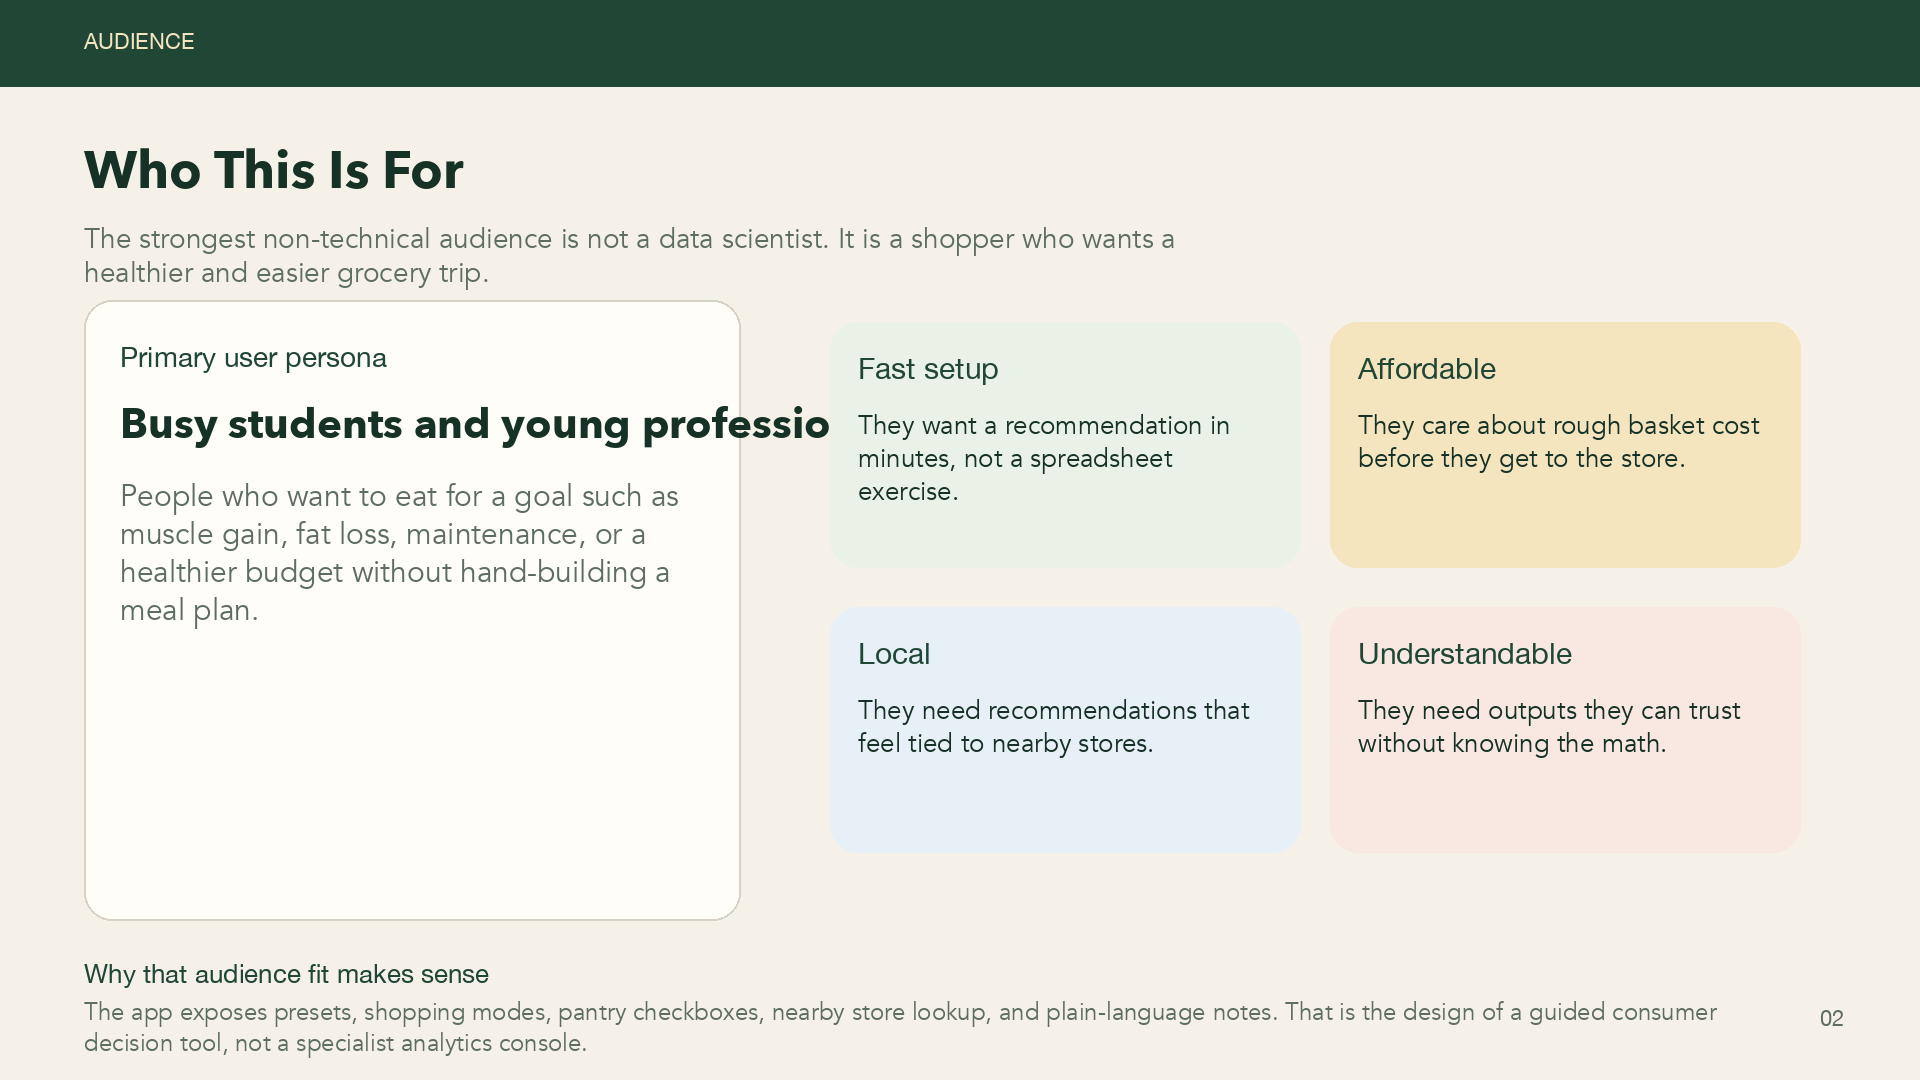 AUDIENCE
Who This Is For
The strongest non-technical audience is not a data scientist. It is a shopper who wants a
healthier and easier grocery trip.
Primary user persona
Busy students and young professio
People who want to eat for a goal such as
muscle gain, fat loss, maintenance, or a
healthier budget without hand-building a
meal plan.
Fast setup
They want a recommendation in
minutes, not a spreadsheet
exercise.
Affordable
They care about rough basket cost
before they get to the store.
Local
They need recommendations that
feel tied to nearby stores.
Understandable
They need outputs they can trust
without knowing the math.
Why that audience fit makes sense
The app exposes presets, shopping modes, pantry checkboxes, nearby store lookup, and plain-language notes. That is the design of a guided consumer
decision tool, not a specialist analytics console.
02